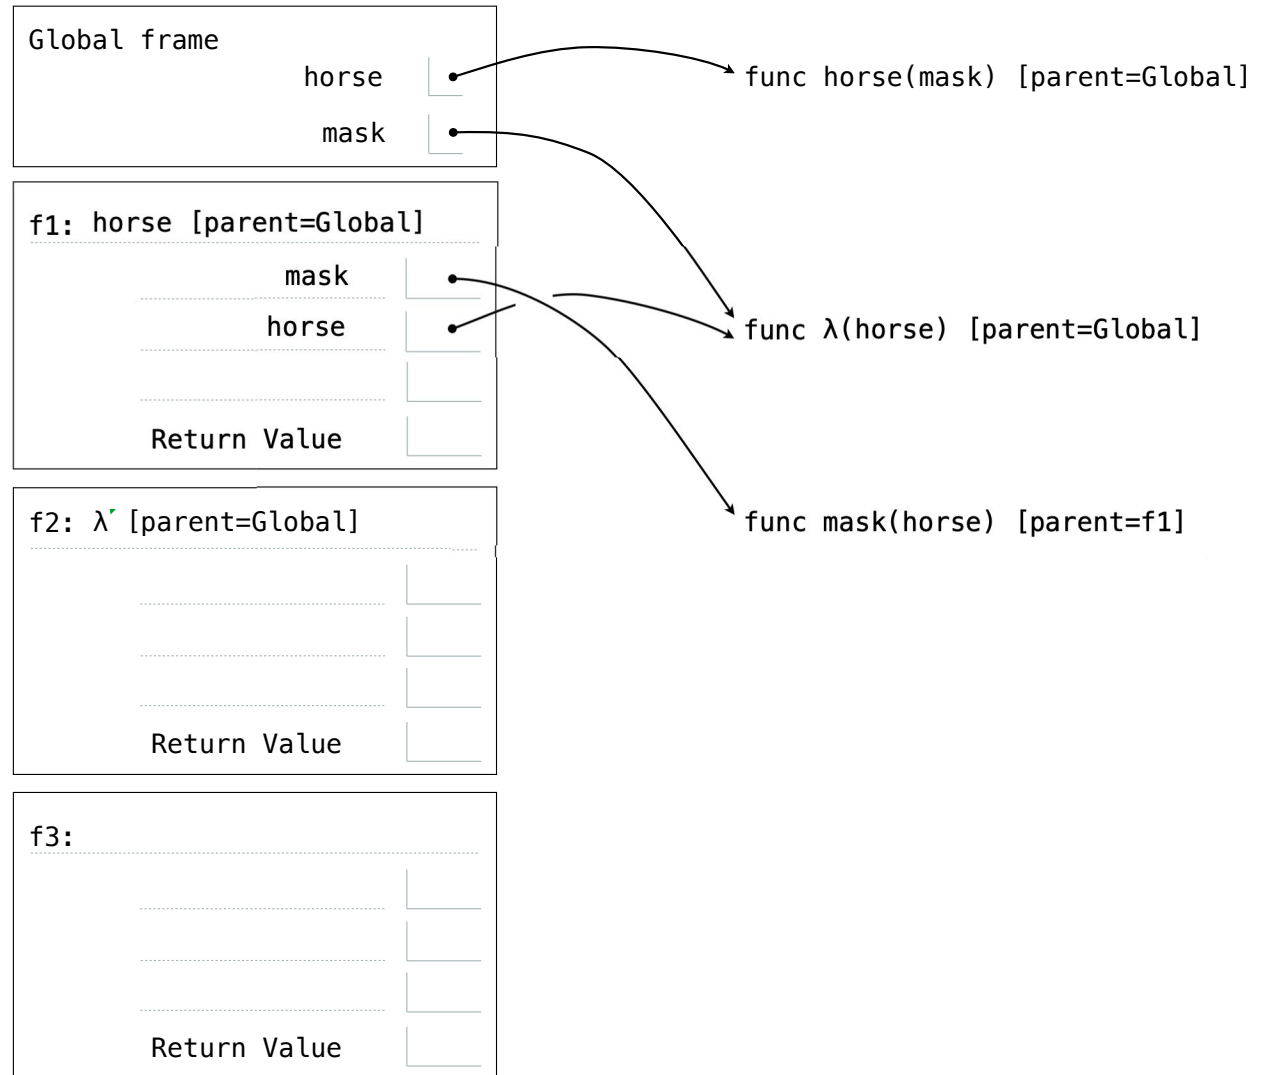 Global frame
horse
func horse(mask) [parent=Global]
mask
f1: horse [parent=Global]
mask
horse
func λ(horse) [parent=Global]
Return Value
f2: λ [parent=Global]
func mask(horse) [parent=f1]
Return Value
f3:
Return Value